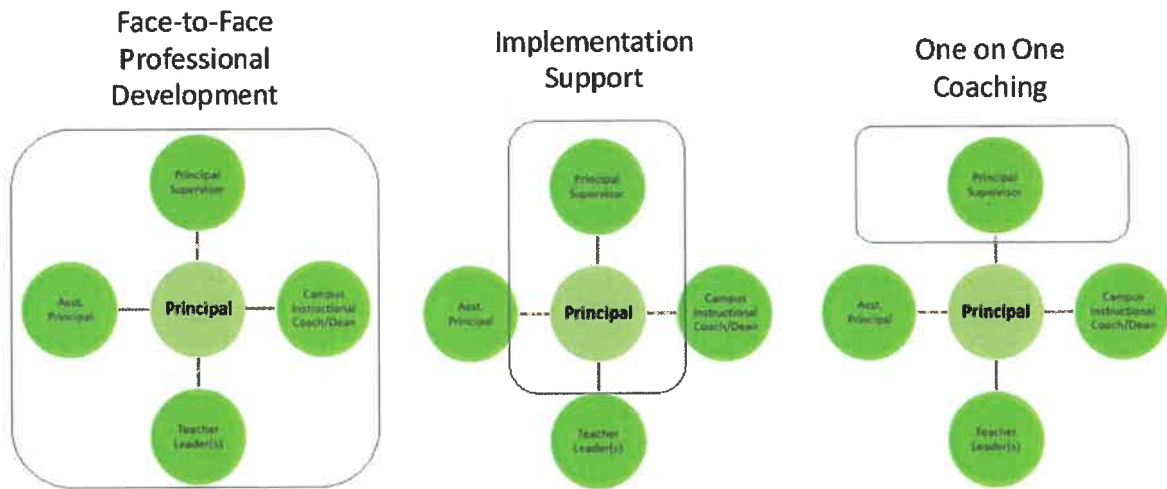 Face-to-Face
Professional
Development
Principal
Supervisor
Asst.
Principal
Principal
Campus
Instructional
Coach/Dean
Teacher
Leader(s)
Implementation
Support
Principal
Supervisor
Asst.
Principal
Principal
Campus
Instructional
Coach/Dean
Teacher
Leader(s)
One on One
Coaching
Principal
Supervisor
Asst.
Principal
Principal
Campus
Instructional
Coach/Dean
Teacher
Leader(s)